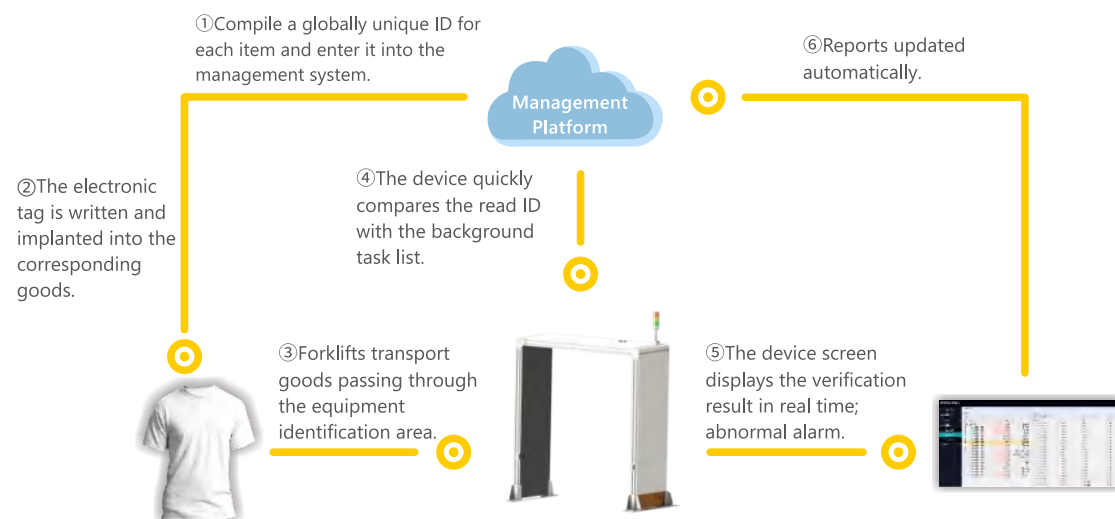 ①Compile a globally unique ID for
each item and enter it into the
management system.
⑥Reports updated
automatically.
Management
Platform
②The electronic
tag is written and
implanted into the
corresponding
goods.
④The device quickly
compares the read ID
with the background
task list.
③Forklifts transport
goods passing through
the equipment
identification area.
⑤The device screen
displays the verification
result in real time;
abnormal alarm.